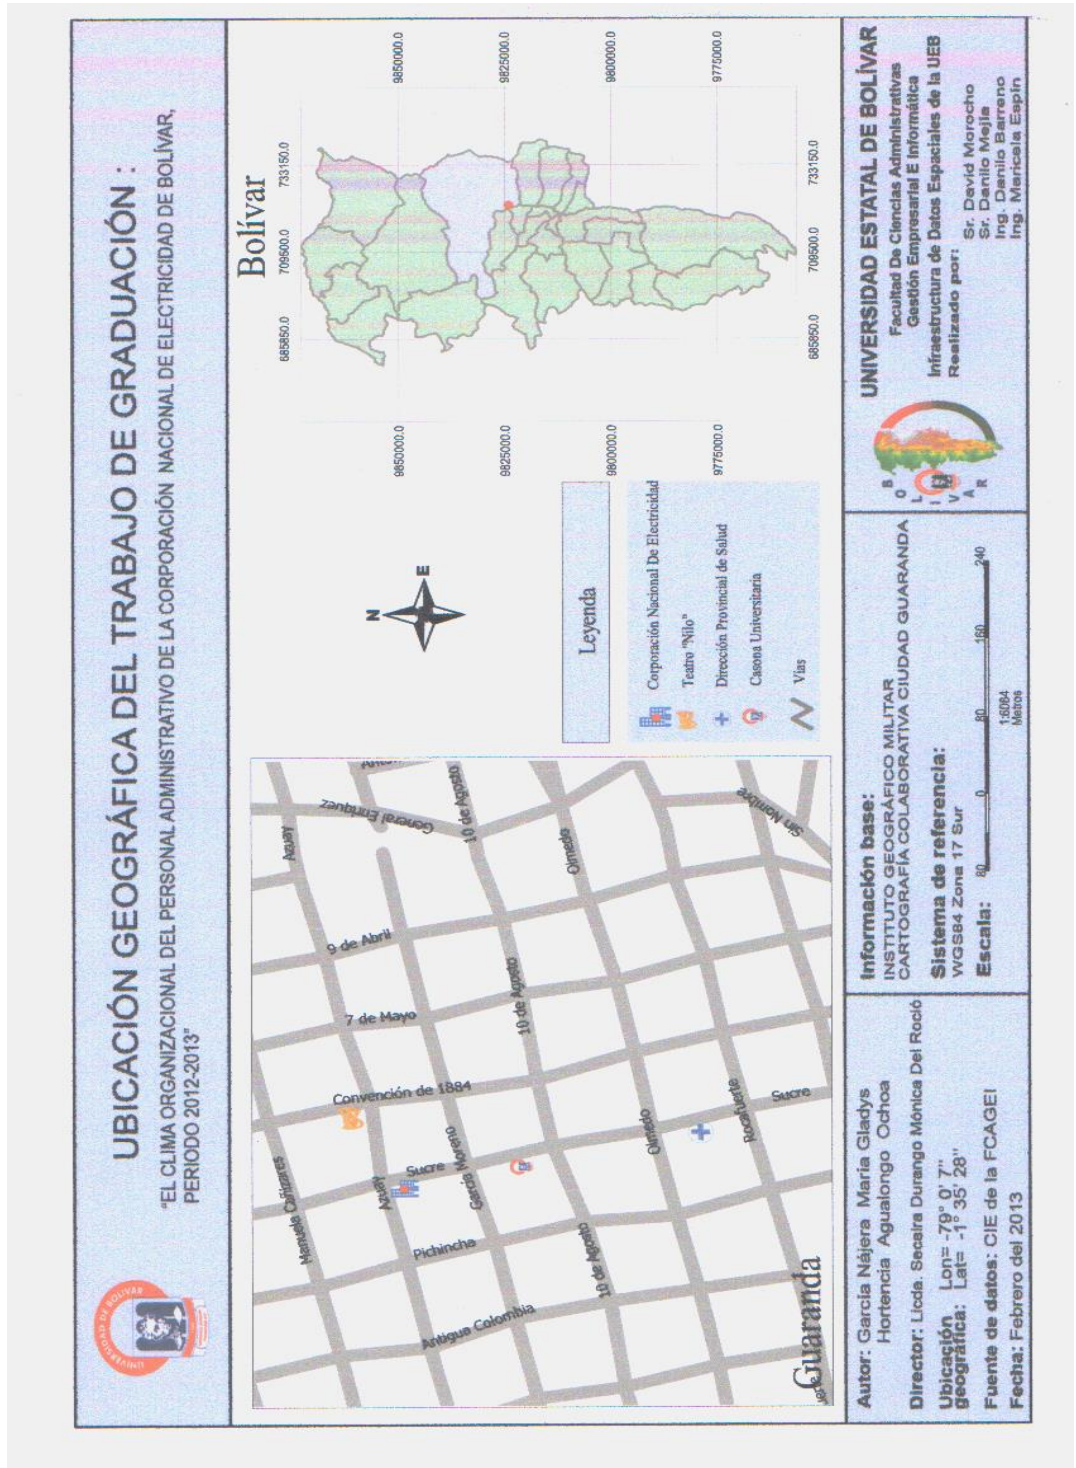 UBICACIÓN GEOGRÁFICA DEL TRABAJO DE GRADUACIÓN :
"EL CLIMA ORGANIZACIONAL DEL PERSONAL ADMINISTRATIVO DE LA CORPORACIÓN NACIONAL DE ELECTRICIDAD DE BOLÍVAR,
PERIODO 2012-2013"
UNIVERSIDAD DE BOLIVAR
Manuela Cañizares
Azuay
Azuay
General Enriquez
10 de Agosto
9 de Abril
7 de Mayo
10 de Agosto
Olmedo
Convención de 1884
Sucre
García Moreno
Pichincha
Antigua Colombia
10 de Agosto
Olmedo
Rocafuerte
Sucre
Sin Nombre
Guaranda
N
E
Leyenda
Corporación Nacional De Electricidad
Teatro "Nilo"
Dirección Provincial de Salud
Casona Universitaria
Vías
Bolívar
685850.0
709500.0
733150.0
9850000.0
9850000.0
9825000.0
9825000.0
9800000.0
9800000.0
9775000.0
9775000.0
685850.0
709500.0
733150.0
Autor: García Nájera María Gladys
Hortencia Agualongo Ochoa
Director: Licda. Secaira Durango Mónica Del Roció
Ubicación Lon= -79° 0' 7"
geográfica: Lat= -1° 35' 28"
Fuente de datos: CIE de la FCAGEI
Fecha: Febrero del 2013
Información base:
INSTITUTO GEOGRÁFICO MILITAR
CARTOGRAFÍA COLABORATIVA CIUDAD GUARANDA
Sistema de referencia:
WGS84 Zona 17 Sur
Escala:
80 0 80 160 240
1:6064
Metros
BOLIVAR
UNIVERSIDAD ESTATAL DE BOLÍVAR
Facultad De Ciencias Administrativas
Gestión Empresarial E Informática
Infraestructura de Datos Espaciales de la UEB
Realizado por:
Sr. David Morocho
Sr. Danilo Mejía
Ing. Danilo Barreno
Ing. Maricela Espín